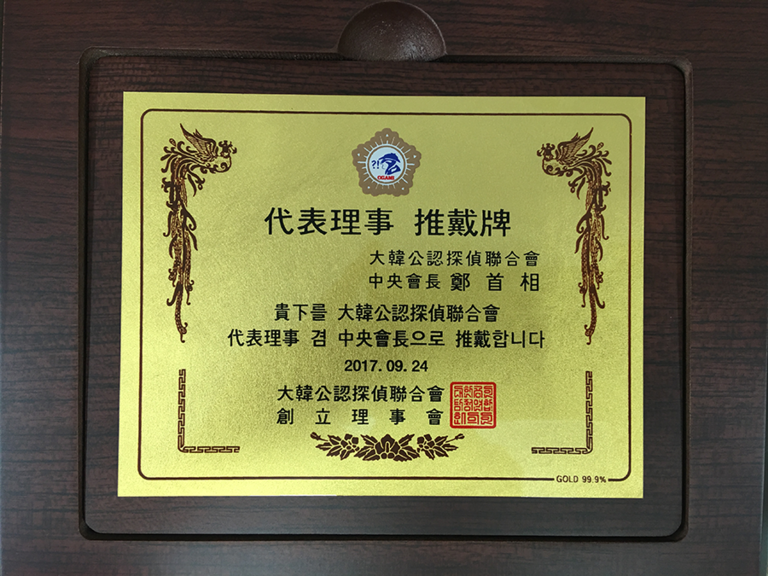 ?!
代表理事 推戴牌
大韓公認探偵聯合會
中央會長 鄭首相
貴下를 大韓公認探偵聯合會
代表理事 겸 中央會長으로 推戴합니다
2017. 09. 24
大韓公認探偵聯合會
創立理事會
GOLD 99.9%